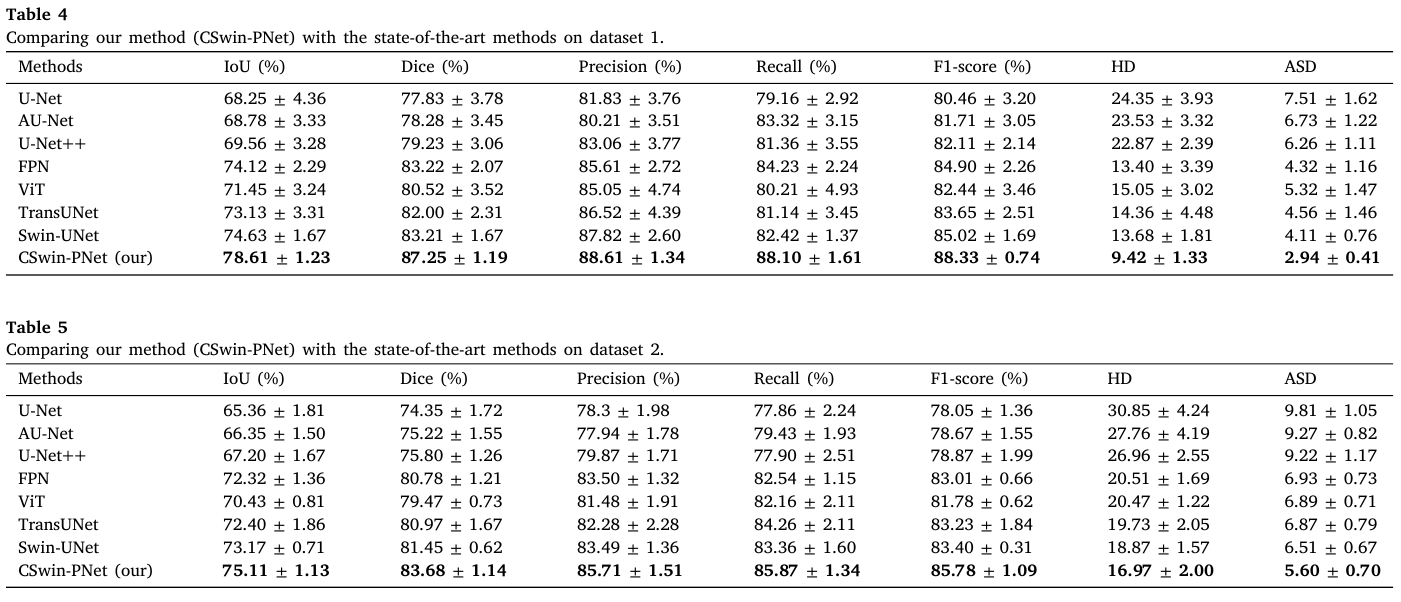 Table 4
Comparing our method (CSwin-PNet) with the state-of-the-art methods on dataset 1.
Methods IoU (%) Dice (%) Precision (%) Recall (%) F1-score (%) HD ASD
U-Net 68.25 ± 4.36 77.83 ± 3.78 81.83 ± 3.76 79.16 ± 2.92 80.46 ± 3.20 24.35 ± 3.93 7.51 ± 1.62
AU-Net 68.78 ± 3.33 78.28 ± 3.45 80.21 ± 3.51 83.32 ± 3.15 81.71 ± 3.05 23.53 ± 3.32 6.73 ± 1.22
U-Net++ 69.56 ± 3.28 79.23 ± 3.06 83.06 ± 3.77 81.36 ± 3.55 82.11 ± 2.14 22.87 ± 2.39 6.26 ± 1.11
FPN 74.12 ± 2.29 83.22 ± 2.07 85.61 ± 2.72 84.23 ± 2.24 84.90 ± 2.26 13.40 ± 3.39 4.32 ± 1.16
ViT 71.45 ± 3.24 80.52 ± 3.52 85.05 ± 4.74 80.21 ± 4.93 82.44 ± 3.46 15.05 ± 3.02 5.32 ± 1.47
TransUNet 73.13 ± 3.31 82.00 ± 2.31 86.52 ± 4.39 81.14 ± 3.45 83.65 ± 2.51 14.36 ± 4.48 4.56 ± 1.46
Swin-UNet 74.63 ± 1.67 83.21 ± 1.67 87.82 ± 2.60 82.42 ± 1.37 85.02 ± 1.69 13.68 ± 1.81 4.11 ± 0.76
CSwin-PNet (our) 78.61 ± 1.23 87.25 ± 1.19 88.61 ± 1.34 88.10 ± 1.61 88.33 ± 0.74 9.42 ± 1.33 2.94 ± 0.41
Table 5
Comparing our method (CSwin-PNet) with the state-of-the-art methods on dataset 2.
Methods IoU (%) Dice (%) Precision (%) Recall (%) F1-score (%) HD ASD
U-Net 65.36 ± 1.81 74.35 ± 1.72 78.3 ± 1.98 77.86 ± 2.24 78.05 ± 1.36 30.85 ± 4.24 9.81 ± 1.05
AU-Net 66.35 ± 1.50 75.22 ± 1.55 77.94 ± 1.78 79.43 ± 1.93 78.67 ± 1.55 27.76 ± 4.19 9.27 ± 0.82
U-Net++ 67.20 ± 1.67 75.80 ± 1.26 79.87 ± 1.71 77.90 ± 2.51 78.87 ± 1.99 26.96 ± 2.55 9.22 ± 1.17
FPN 72.32 ± 1.36 80.78 ± 1.21 83.50 ± 1.32 82.54 ± 1.15 83.01 ± 0.66 20.51 ± 1.69 6.93 ± 0.73
ViT 70.43 ± 0.81 79.47 ± 0.73 81.48 ± 1.91 82.16 ± 2.11 81.78 ± 0.62 20.47 ± 1.22 6.89 ± 0.71
TransUNet 72.40 ± 1.86 80.97 ± 1.67 82.28 ± 2.28 84.26 ± 2.11 83.23 ± 1.84 19.73 ± 2.05 6.87 ± 0.79
Swin-UNet 73.17 ± 0.71 81.45 ± 0.62 83.49 ± 1.36 83.36 ± 1.60 83.40 ± 0.31 18.87 ± 1.57 6.51 ± 0.67
CSwin-PNet (our) 75.11 ± 1.13 83.68 ± 1.14 85.71 ± 1.51 85.87 ± 1.34 85.78 ± 1.09 16.97 ± 2.00 5.60 ± 0.70